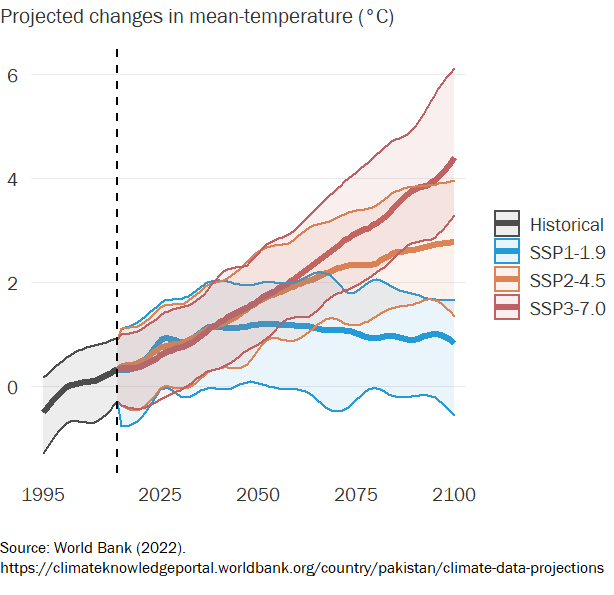 Projected changes in mean-temperature (°C)
6
4
2
0
1995 2025 2050 2075 2100
Historical
SSP1-1.9
SSP2-4.5
SSP3-7.0
Source: World Bank (2022).
https://climateknowledgeportal.worldbank.org/country/pakistan/climate-data-projections